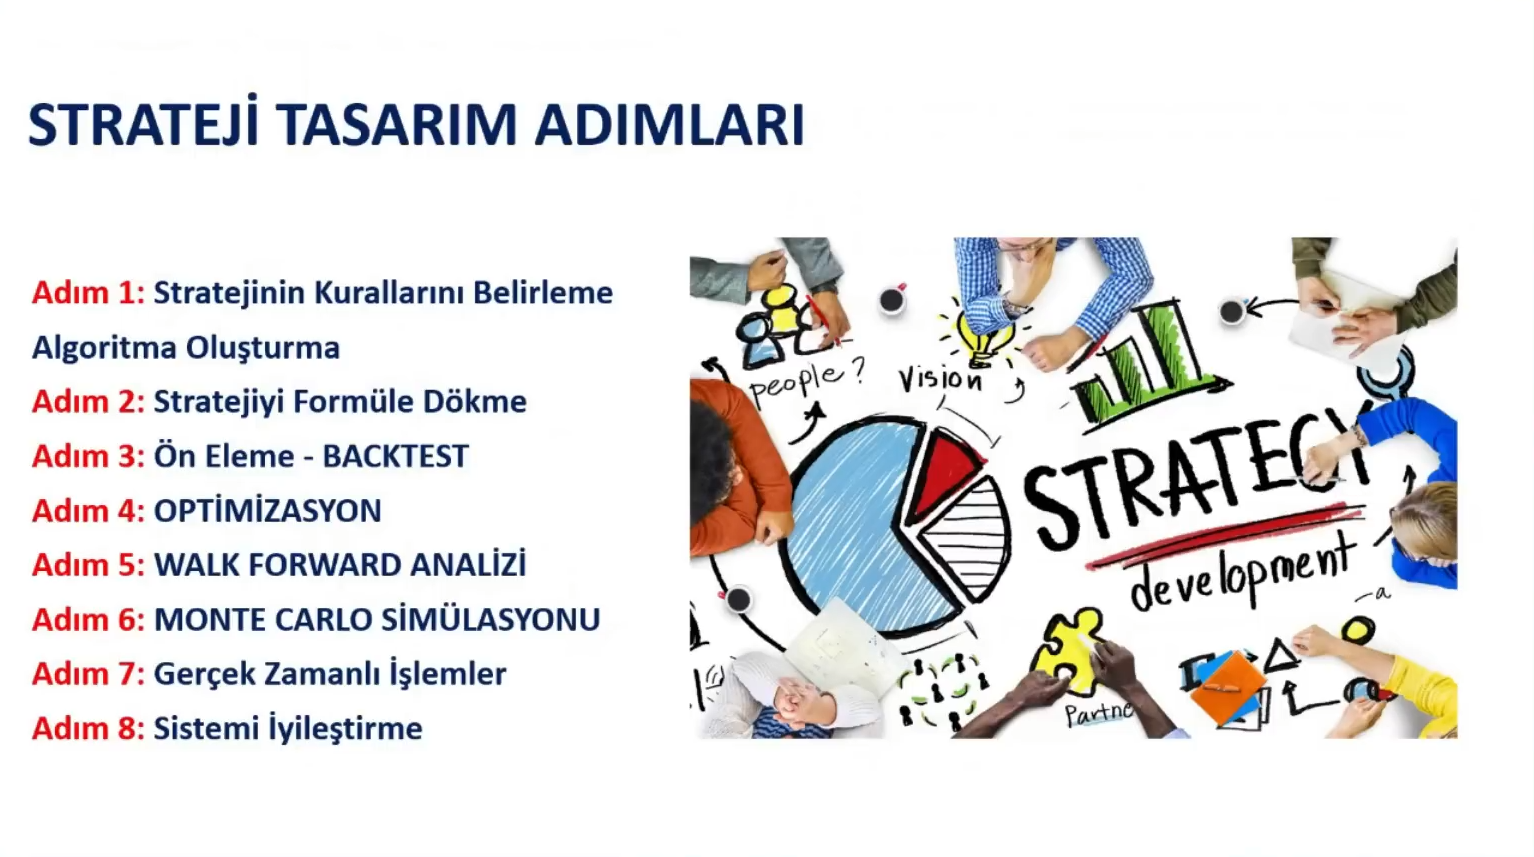 STRATEJİ TASARIM ADIMLARI
Adım 1: Stratejinin Kurallarını Belirleme
Algoritma Oluşturma
Adım 2: Stratejiyi Formüle Dökme
Adım 3: Ön Eleme - BACKTEST
Adım 4: OPTİMİZASYON
Adım 5: WALK FORWARD ANALİZİ
Adım 6: MONTE CARLO SİMÜLASYONU
Adım 7: Gerçek Zamanlı İşlemler
Adım 8: Sistemi İyileştirme
people?
Vision
STRATEGY
development
Partne